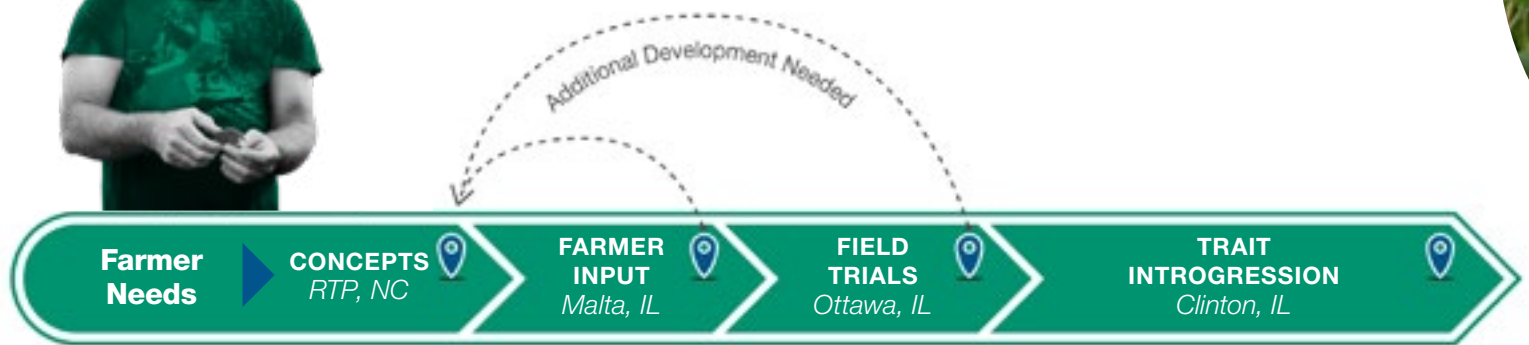 Additional Development Needed
Farmer
Needs
CONCEPTS
RTP, NC
FARMER
INPUT
Malta, IL
FIELD
TRIALS
Ottawa, IL
TRAIT
INTROGRESSION
Clinton, IL